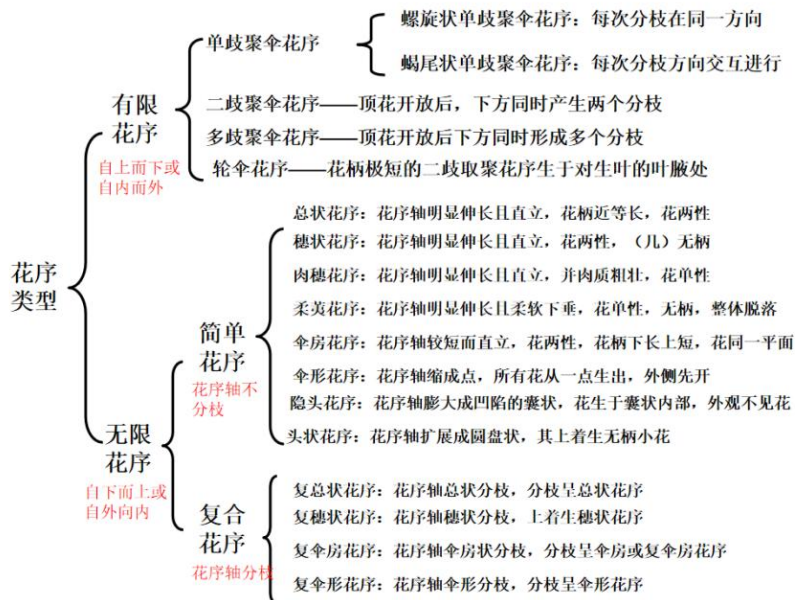 花序
类型
有限
花序
自上而下或
自内而外
单歧聚伞花序
螺旋状单歧聚伞花序：每次分枝在同一方向
蝎尾状单歧聚伞花序：每次分枝方向交互进行
二歧聚伞花序——顶花开放后，下方同时产生两个分枝
多歧聚伞花序——顶花开放后下方同时形成多个分枝
轮伞花序——花柄极短的二歧取聚花序生于对生叶的叶腋处
无限
花序
自下而上或
自外向内
简单
花序
花序轴不
分枝
总状花序：花序轴明显伸长且直立，花柄近等长，花两性
穗状花序：花序轴明显伸长且直立，花两性，（几）无柄
肉穗花序：花序轴明显伸长且直立，并肉质粗壮，花单性
柔荑花序：花序轴明显伸长且柔软下垂，花单性，无柄，整体脱落
伞房花序：花序轴较短而直立，花两性，花柄下长上短，花同一平面
伞形花序：花序轴缩成点，所有花从一点生出，外侧先开
隐头花序：花序轴膨大成凹陷的囊状，花生于囊状内部，外观不见花
头状花序：花序轴扩展成圆盘状，其上着生无柄小花
复合
花序
花序轴分枝
复总状花序：花序轴总状分枝，分枝呈总状花序
复穗状花序：花序轴穗状分枝，上着生穗状花序
复伞房花序：花序轴伞房状分枝，分枝呈伞房或复伞房花序
复伞形花序：花序轴伞形分枝，分枝呈伞形花序